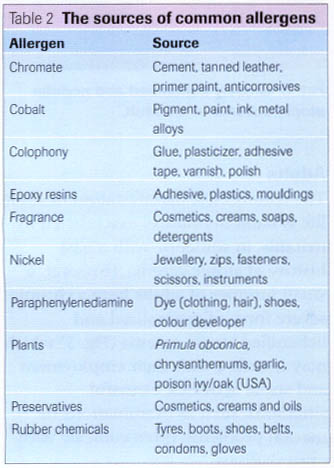 Table 2 The sources of common allergens
Allergen Source
Chromate Cement, tanned leather,
primer paint, anticorrosives
Cobalt Pigment, paint, ink, metal
alloys
Colophony Glue, plasticizer, adhesive
tape, varnish, polish
Epoxy resins Adhesive, plastics, mouldings
Fragrance Cosmetics, creams, soaps,
detergents
Nickel Jewellery, zips, fasteners,
scissors, instruments
Paraphenylenediamine Dye (clothing, hair), shoes,
colour developer
Plants Primula obconica,
chrysanthemums, garlic,
poison ivy/oak (USA)
Preservatives Cosmetics, creams and oils
Rubber chemicals Tyres, boots, shoes, belts,
condoms, gloves